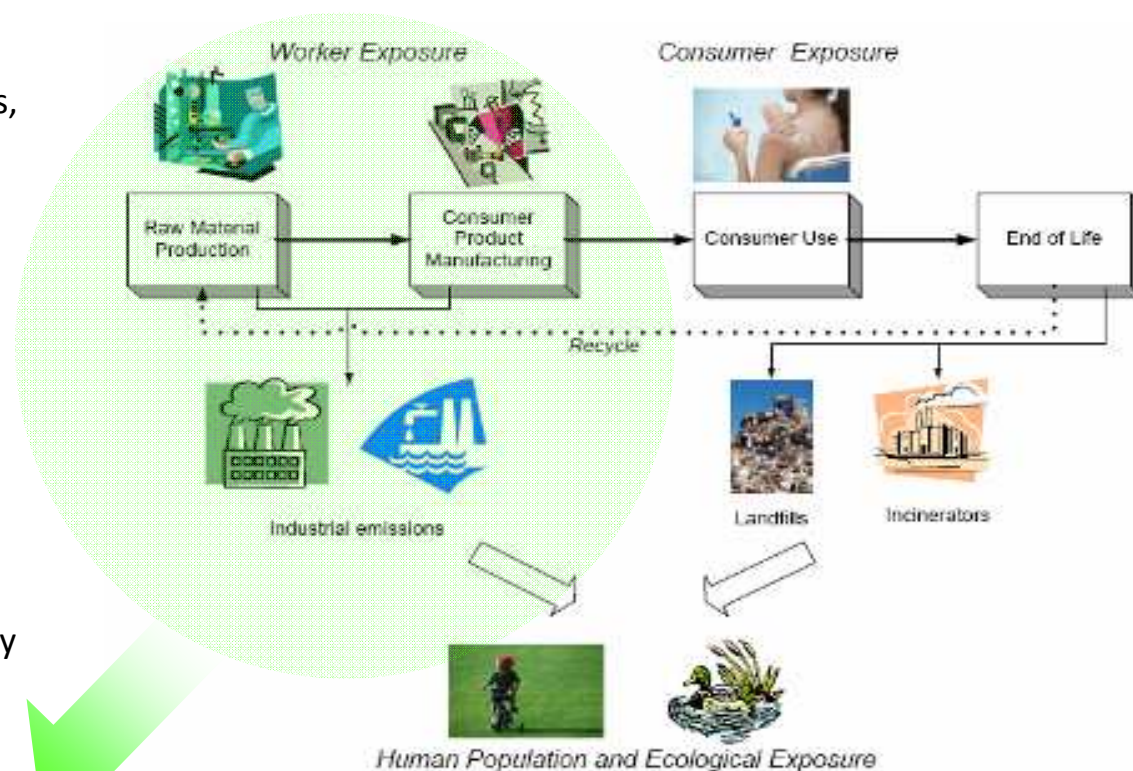 Worker Exposure
Consumer Exposure
s,
Raw Material
Production
Consumer
Product
Manufacturing
Consumer Use
End of Life
Recycle
Industrial emissions
Landfills
Incinerators
y
Human Population and Ecological Exposure